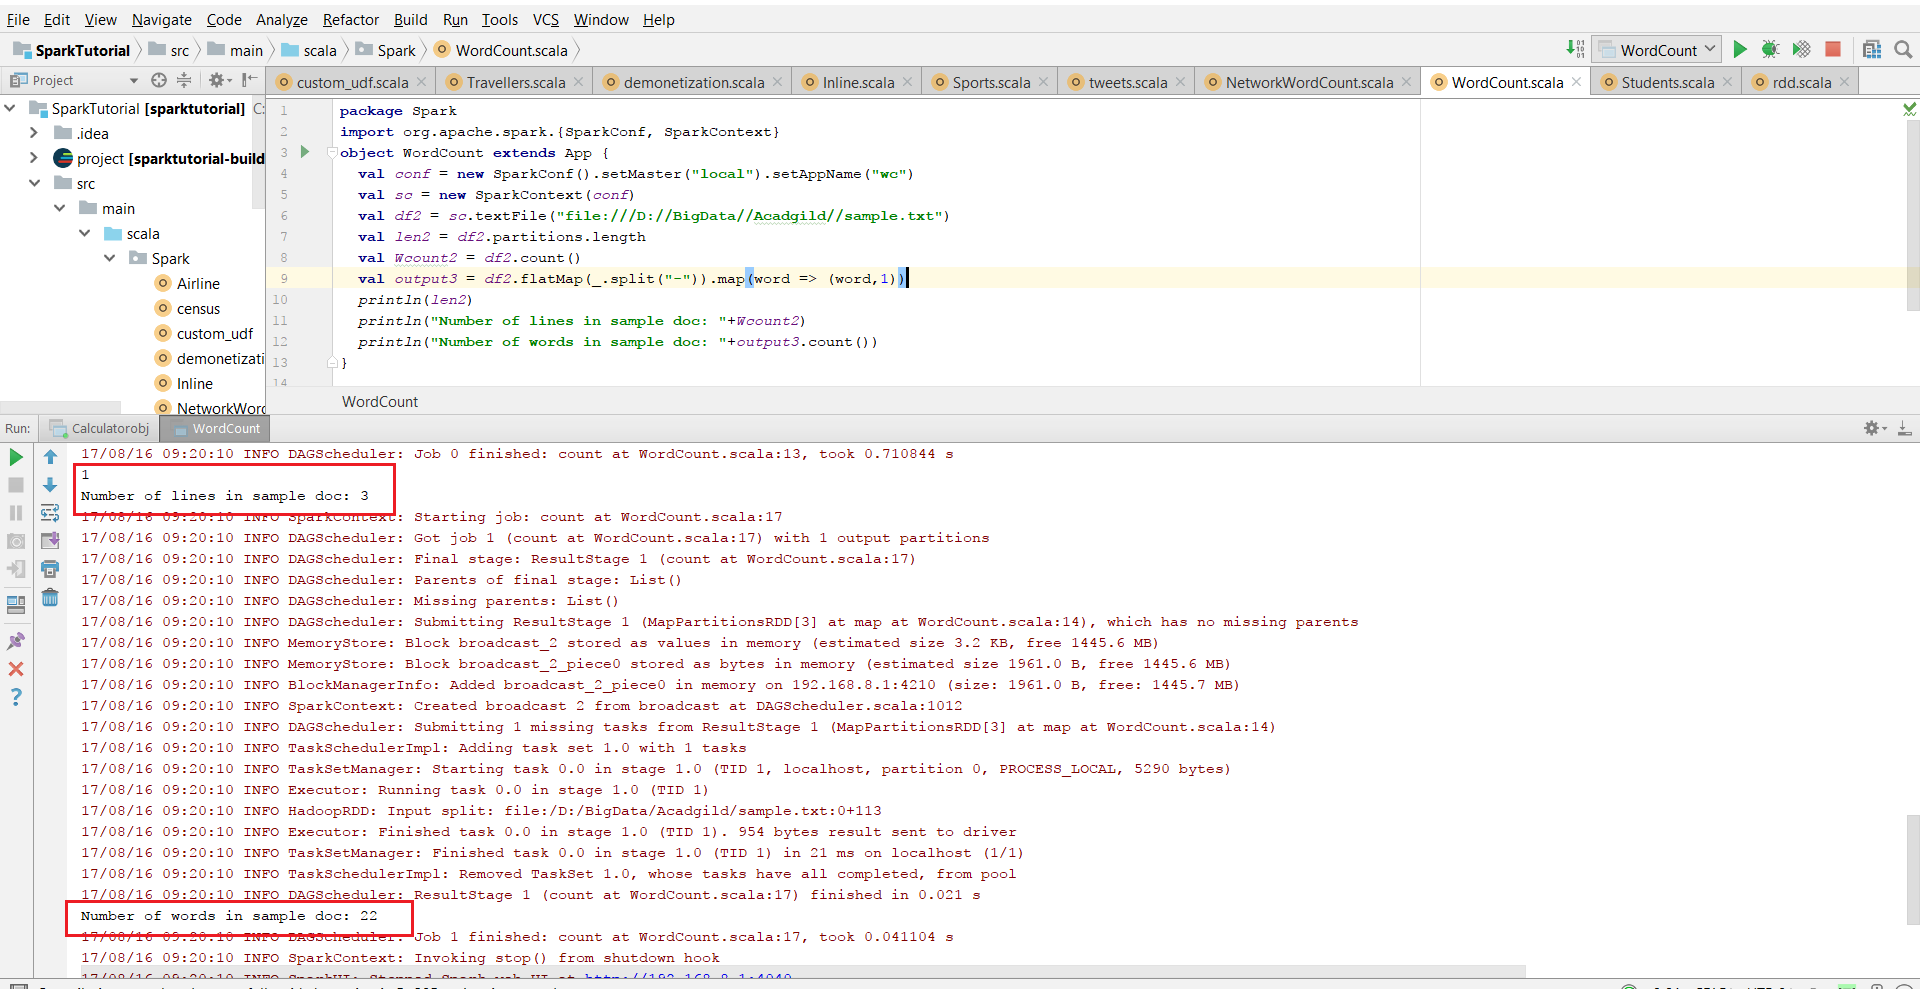 File Edit View Navigate Code Analyze Refactor Build Run Tools VCS Window Help
SparkTutorial src main scala Spark WordCount.scala WordCount
Project custom_udf.scala Travellers.scala demonetization.scala Inline.scala Sports.scala tweets.scala NetworkWordCount.scala WordCount.scala Students.scala rdd.scala
SparkTutorial [sparktutorial] C:
.idea
project [sparktutorial-build
src
main
scala
Spark
Airline
census
custom_udf
demonetizati
Inline
NetworkWord
1 package Spark
2 import org.apache.spark.{SparkConf, SparkContext}
3 object WordCount extends App {
4 val conf = new SparkConf().setMaster("local").setAppName("wc")
5 val sc = new SparkContext(conf)
6 val df2 = sc.textFile("file:///D://BigData//Acadgild//sample.txt")
7 val len2 = df2.partitions.length
8 val Wcount2 = df2.count()
9 val output3 = df2.flatMap(_.split("-")).map(word => (word,1))
10 println(len2)
11 println("Number of lines in sample doc: "+Wcount2)
12 println("Number of words in sample doc: "+output3.count())
13 }
14
WordCount
Run: Calculatorobj WordCount
17/08/16 09:20:10 INFO DAGScheduler: Job 0 finished: count at WordCount.scala:13, took 0.710844 s
1
Number of lines in sample doc: 3
17/08/16 09:20:10 INFO SparkContext: Starting job: count at WordCount.scala:17
17/08/16 09:20:10 INFO DAGScheduler: Got job 1 (count at WordCount.scala:17) with 1 output partitions
17/08/16 09:20:10 INFO DAGScheduler: Final stage: ResultStage 1 (count at WordCount.scala:17)
17/08/16 09:20:10 INFO DAGScheduler: Parents of final stage: List()
17/08/16 09:20:10 INFO DAGScheduler: Missing parents: List()
17/08/16 09:20:10 INFO DAGScheduler: Submitting ResultStage 1 (MapPartitionsRDD[3] at map at WordCount.scala:14), which has no missing parents
17/08/16 09:20:10 INFO MemoryStore: Block broadcast_2 stored as values in memory (estimated size 3.2 KB, free 1445.6 MB)
17/08/16 09:20:10 INFO MemoryStore: Block broadcast_2_piece0 stored as bytes in memory (estimated size 1961.0 B, free 1445.6 MB)
17/08/16 09:20:10 INFO BlockManagerInfo: Added broadcast_2_piece0 in memory on 192.168.8.1:4210 (size: 1961.0 B, free: 1445.7 MB)
17/08/16 09:20:10 INFO SparkContext: Created broadcast 2 from broadcast at DAGScheduler.scala:1012
17/08/16 09:20:10 INFO DAGScheduler: Submitting 1 missing tasks from ResultStage 1 (MapPartitionsRDD[3] at map at WordCount.scala:14)
17/08/16 09:20:10 INFO TaskSchedulerImpl: Adding task set 1.0 with 1 tasks
17/08/16 09:20:10 INFO TaskSetManager: Starting task 0.0 in stage 1.0 (TID 1, localhost, partition 0, PROCESS_LOCAL, 5290 bytes)
17/08/16 09:20:10 INFO Executor: Running task 0.0 in stage 1.0 (TID 1)
17/08/16 09:20:10 INFO HadoopRDD: Input split: file:/D:/BigData/Acadgild/sample.txt:0+113
17/08/16 09:20:10 INFO Executor: Finished task 0.0 in stage 1.0 (TID 1). 954 bytes result sent to driver
17/08/16 09:20:10 INFO TaskSetManager: Finished task 0.0 in stage 1.0 (TID 1) in 21 ms on localhost (1/1)
17/08/16 09:20:10 INFO TaskSchedulerImpl: Removed TaskSet 1.0, whose tasks have all completed, from pool
17/08/16 09:20:10 INFO DAGScheduler: ResultStage 1 (count at WordCount.scala:17) finished in 0.021 s
Number of words in sample doc: 22
17/08/16 09:20:10 INFO DAGScheduler: Job 1 finished: count at WordCount.scala:17, took 0.041104 s
17/08/16 09:20:10 INFO SparkContext: Invoking stop() from shutdown hook
17/08/16 09:20:10 INFO SparkUI: Stopped Spark web UI at http://192.168.8.1:4040